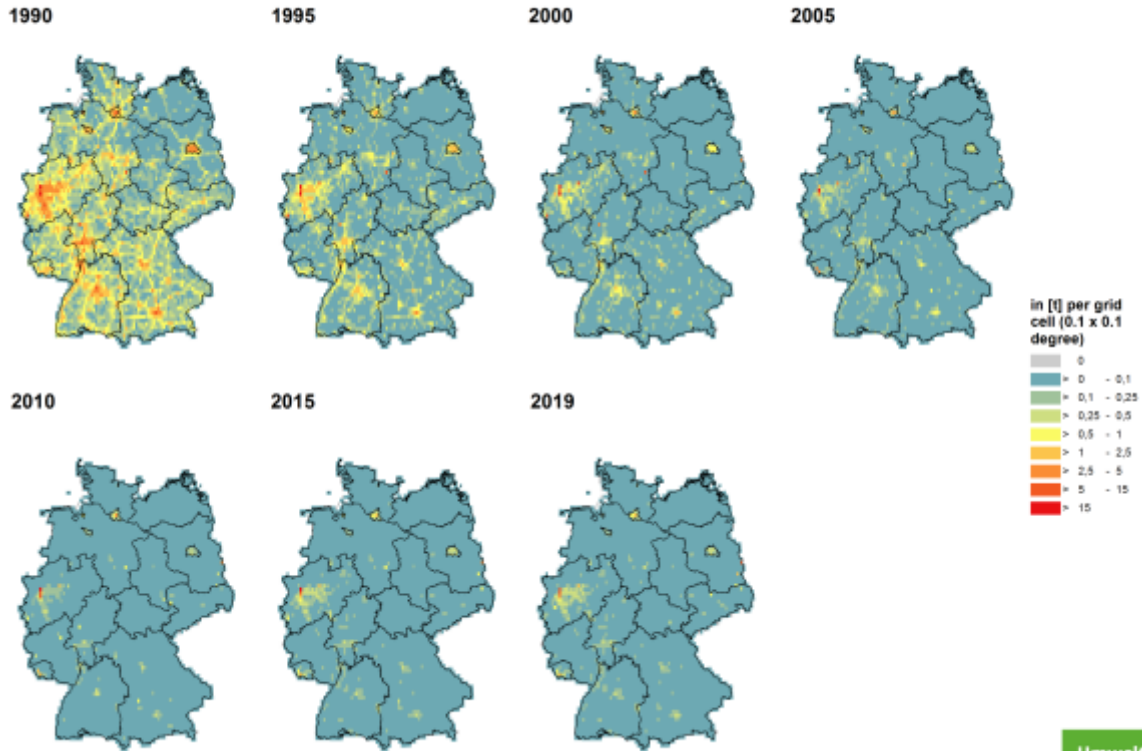 1990
1995
2000
2005
2010
2015
2019
in [t] per grid
cell (0.1 x 0.1
degree)
0
> 0 - 0,1
> 0,1 - 0,25
> 0,25 - 0,5
> 0,5 - 1
> 1 - 2,5
> 2,5 - 5
> 5 - 15
> 15